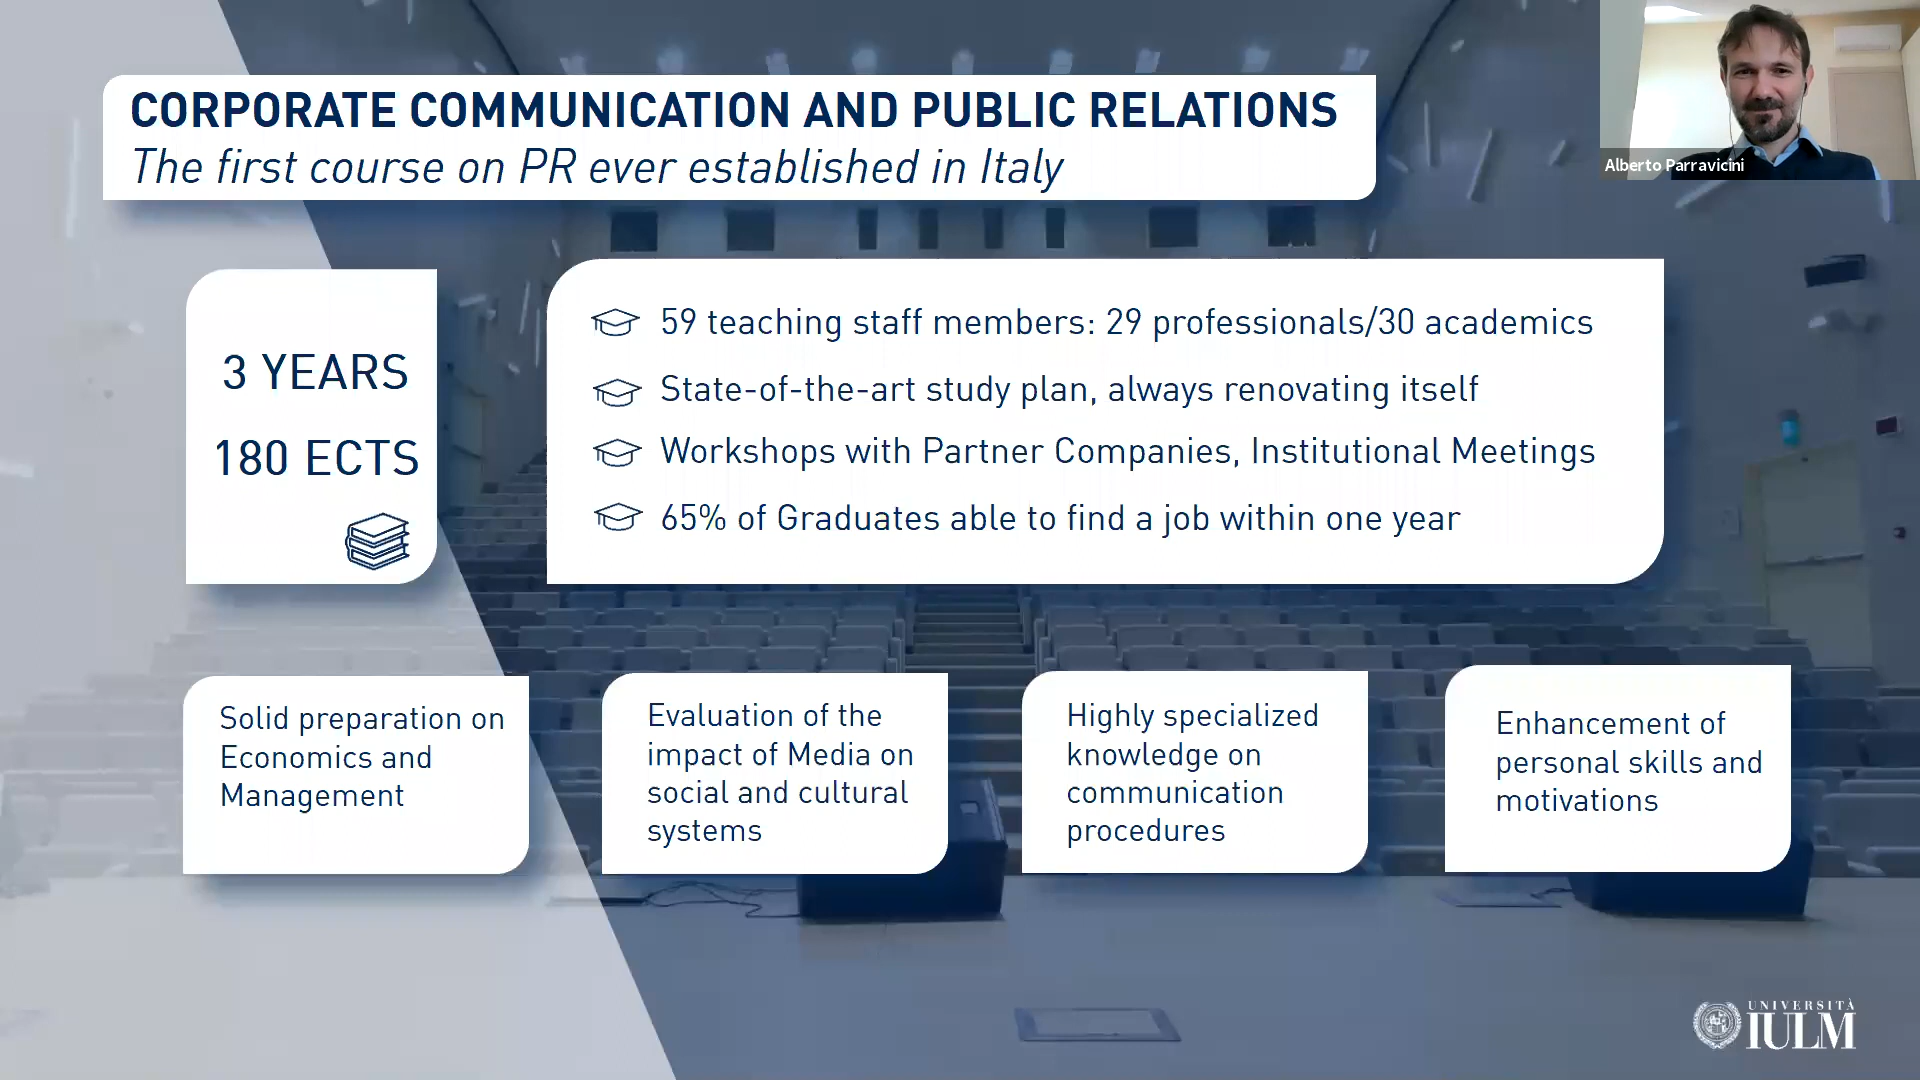 CORPORATE COMMUNICATION AND PUBLIC RELATIONS
The first course on PR ever established in Italy
Alberto Parravicini
3 YEARS
180 ECTS
59 teaching staff members: 29 professionals/30 academics
State-of-the-art study plan, always renovating itself
Workshops with Partner Companies, Institutional Meetings
65% of Graduates able to find a job within one year
Solid preparation on
Economics and
Management
Evaluation of the
impact of Media on
social and cultural
systems
Highly specialized
knowledge on
communication
procedures
Enhancement of
personal skills and
motivations
UNIVERSITÀ
IULM